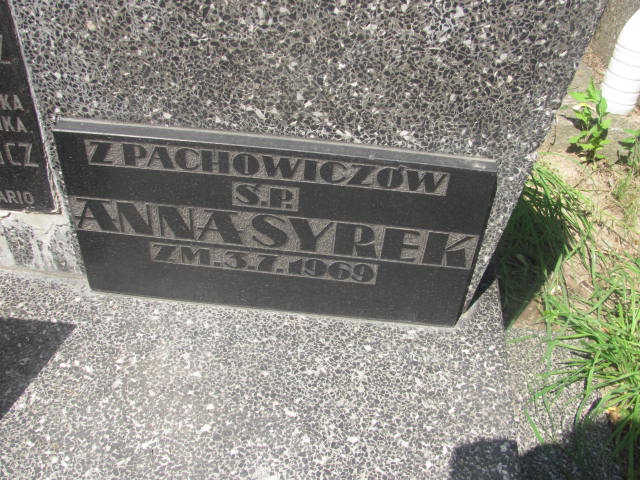 Z PACHOWICZÓW
Ś.P.
ANNA SYREK
ZM. 3.7.1969